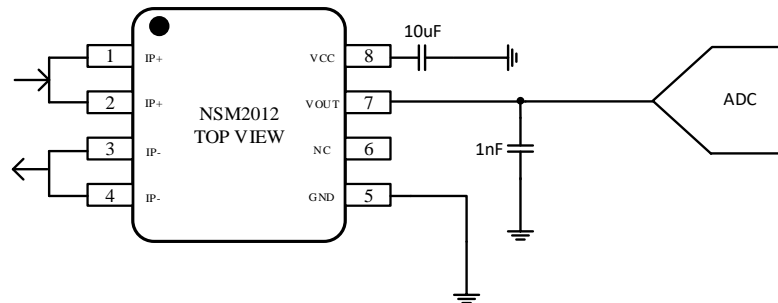 10uF
1
IP+
VCC
8
2
IP+
NSM2012
TOP VIEW
VOUT
7
ADC
3
IP-
NC
6
1nF
4
IP-
GND
5